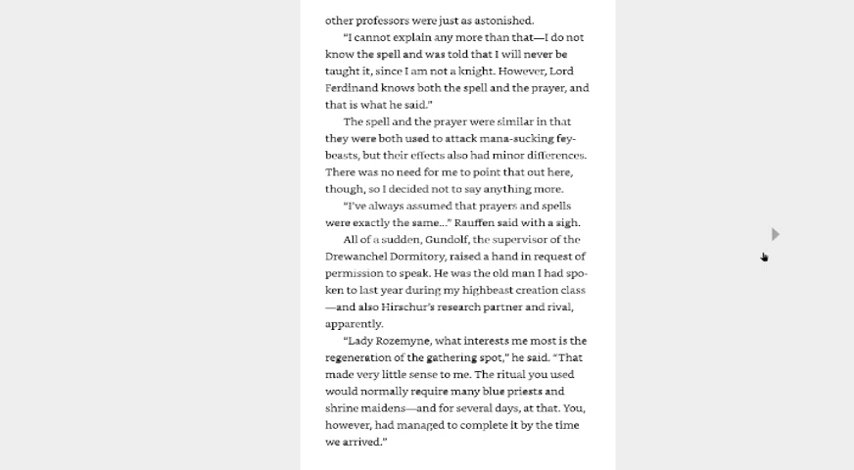 other professors were just as astonished.
“I cannot explain any more than that—I do not
know the spell and was told that I will never be
taught it, since I am not a knight. However, Lord
Ferdinand knows both the spell and the prayer, and
that is what he said.”
The spell and the prayer were similar in that
they were both used to attack mana-sucking fey-
beasts, but their effects also had minor differences.
There was no need for me to point that out here,
though, so I decided not to say anything more.
“I’ve always assumed that prayers and spells
were exactly the same...” Rauffen said with a sigh.
All of a sudden, Gundolf, the supervisor of the
Drewanchel Dormitory, raised a hand in request of
permission to speak. He was the old man I had spo-
ken to last year during my highbeast creation class
—and also Hirschur’s research partner and rival,
apparently.
“Lady Rozemyne, what interests me most is the
regeneration of the gathering spot,” he said. “That
made very little sense to me. The ritual you used
would normally require many blue priests and
shrine maidens—and for several days, at that. You,
however, had managed to complete it by the time
we arrived.”